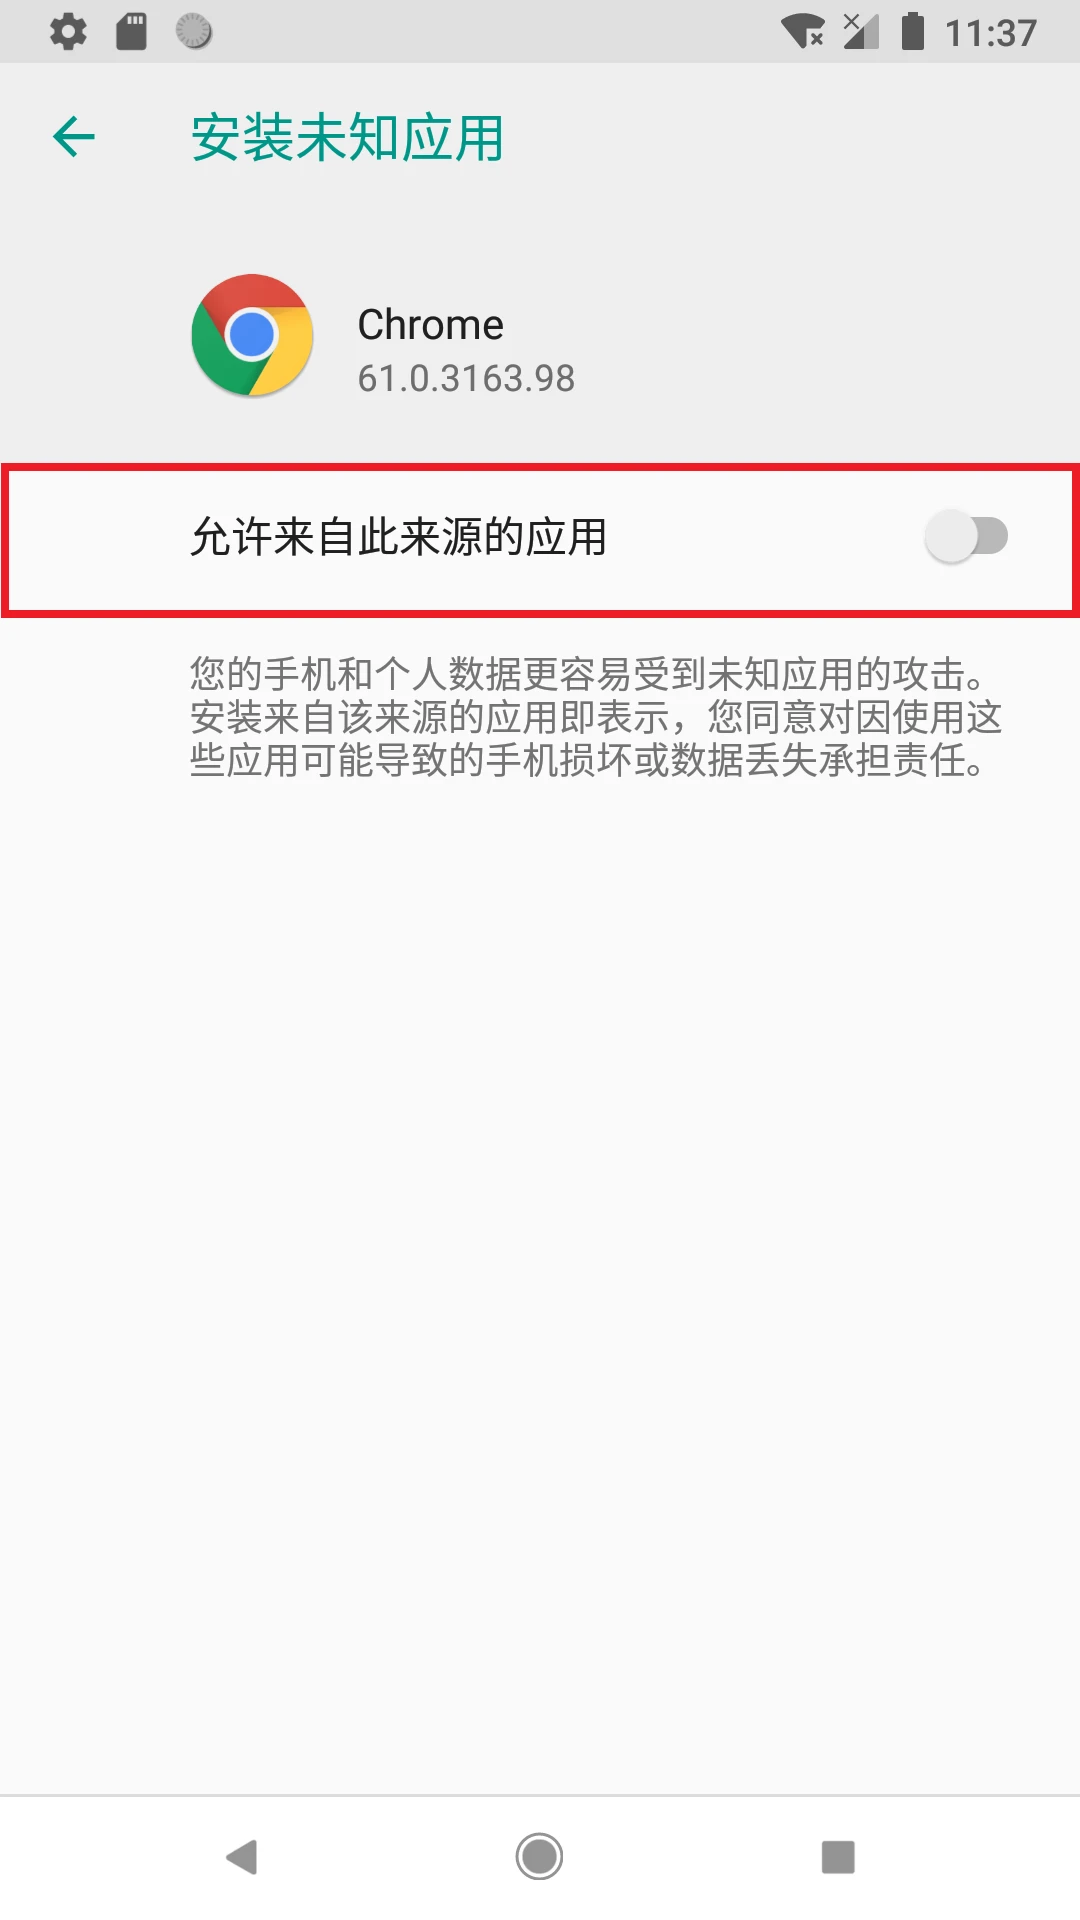 11:37
安装未知应用
Chrome
61.0.3163.98
允许来自此来源的应用
您的手机和个人数据更容易受到未知应用的攻击。
安装来自该来源的应用即表示，您同意对因使用这
些应用可能导致的手机损坏或数据丢失承担责任。